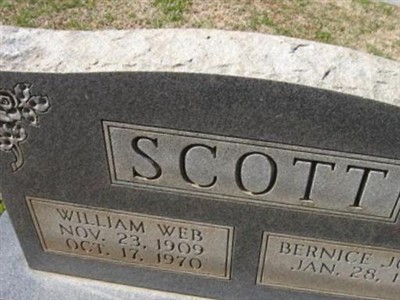 SCOTT
WILLIAM WEB
NOV. 23, 1909
OCT. 17, 1970
BERNICE
JAN. 28,